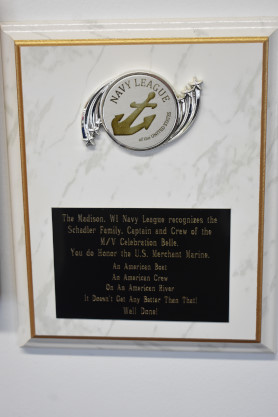 NAVY LEAGUE
of the UNITED STATES
The Madison, WI Navy League recognizes the
Schadler Family, Captain and Crew of the
M/V Celebration Belle.
You do Honor the U.S. Merchant Marine.
An American Boat
An American Crew
On An American River
It Doesn't Get Any Better Than That!
Well Done!